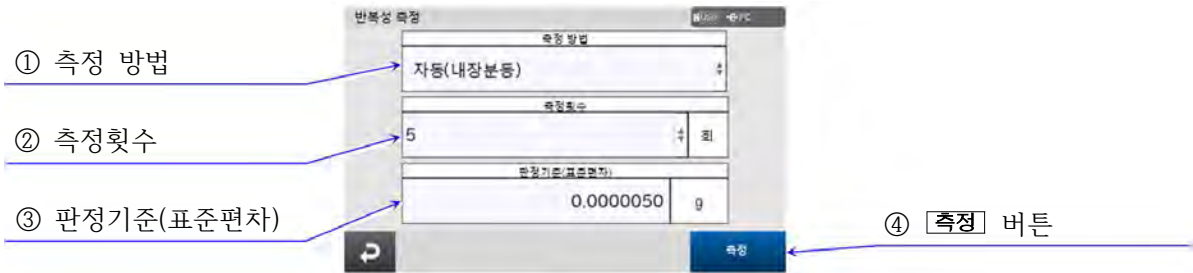 반복성 측정
측정 방법
① 측정 방법
자동(내장분동)
측정횟수
② 측정횟수
5 회
판정기준(표준편차)
③ 판정기준(표준편차)
0.0000050 g
④ 측정 버튼
측정